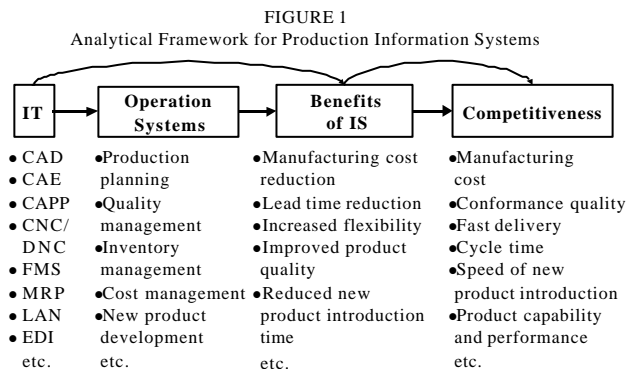 FIGURE 1
Analytical Framework for Production Information Systems
IT
Operation
Systems
Benefits
of IS
Competitiveness
• CAD
• CAE
• CAPP
• CNC/
DNC
• FMS
• MRP
• LAN
• EDI
etc.
•Production
planning
•Quality
management
•Inventory
management
•Cost management
•New product
development
etc.
•Manufacturing cost
reduction
•Lead time reduction
•Increased flexibility
•Improved product
quality
•Reduced new
product introduction
time
etc.
•Manufacturing
cost
•Conformance quality
•Fast delivery
•Cycle time
•Speed of new
product introduction
•Product capability
and performance
etc.